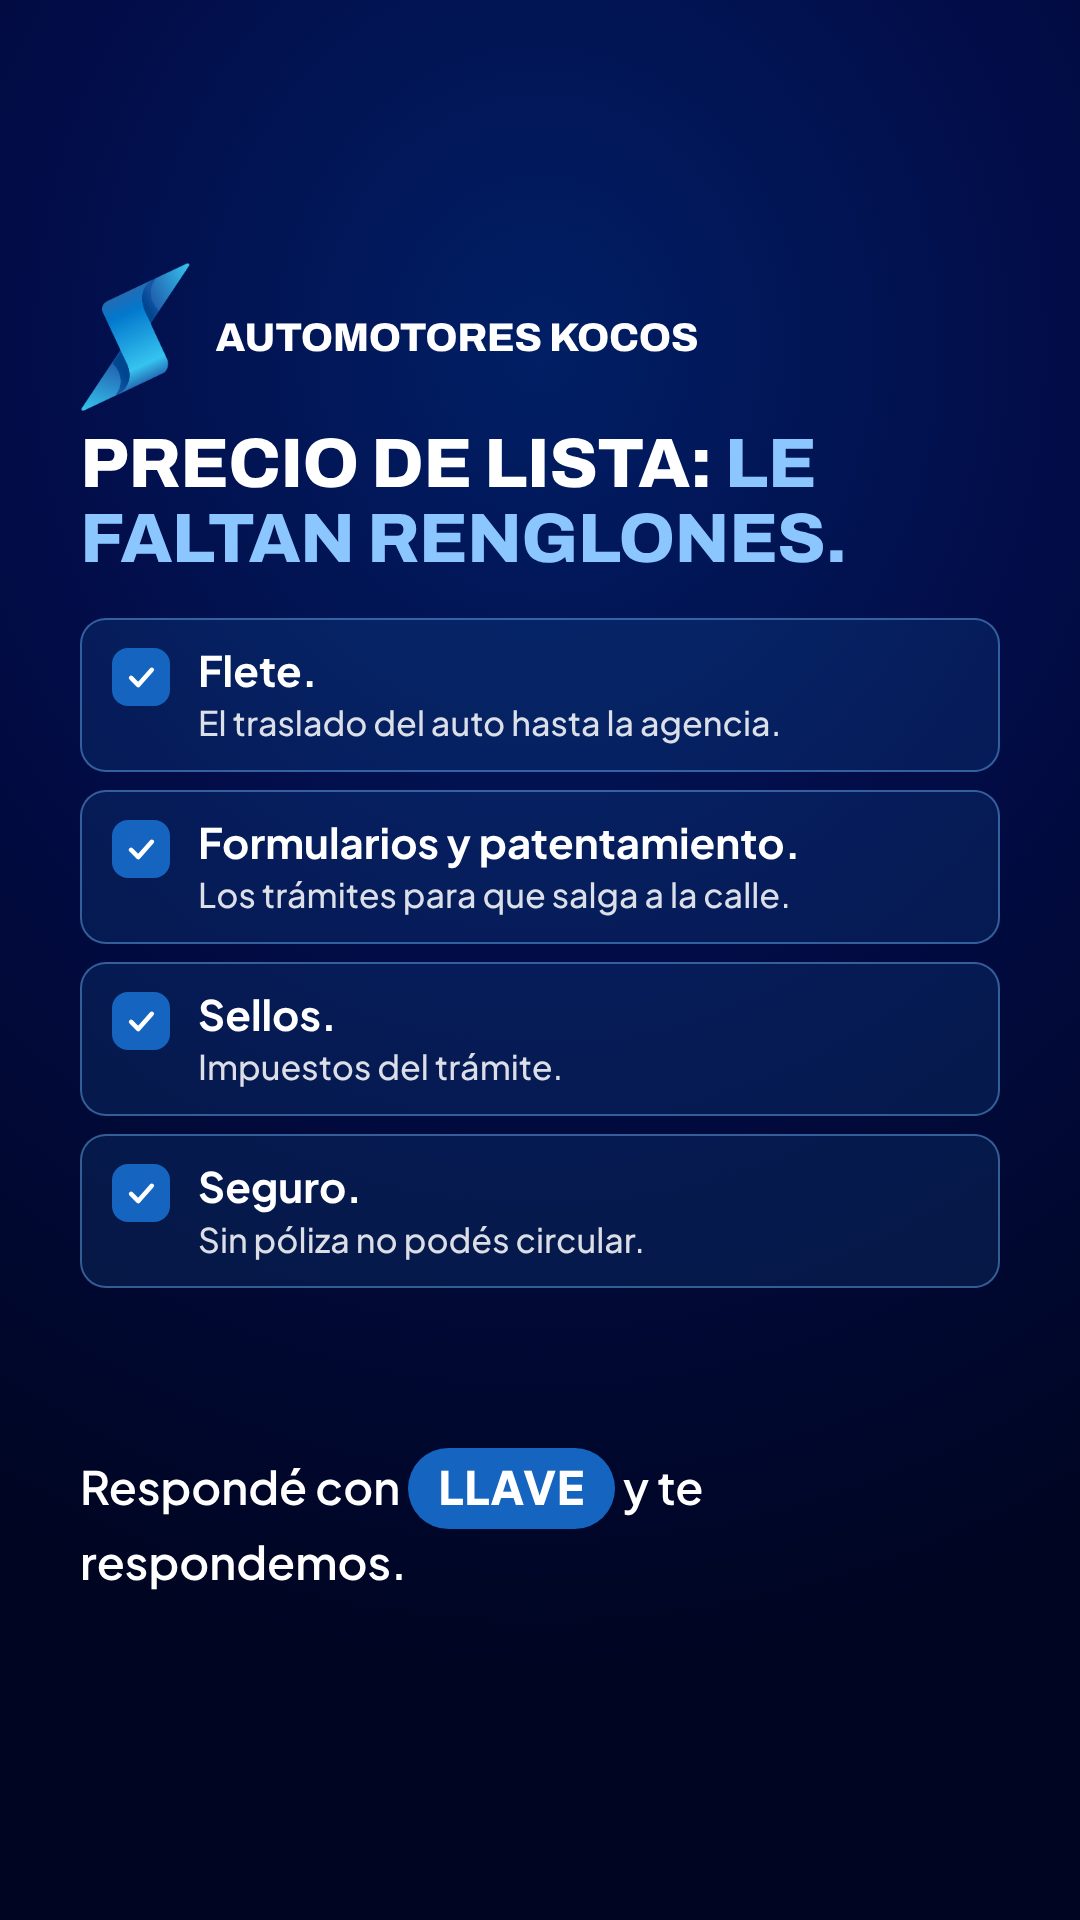 AUTOMOTORES KOCOS
PRECIO DE LISTA: LE
FALTAN RENGLONES.
Flete.
El traslado del auto hasta la agencia.
Formularios y patentamiento.
Los trámites para que salga a la calle.
Sellos.
Impuestos del trámite.
Seguro.
Sin póliza no podés circular.
Respondé con LLAVE y te
respondemos.